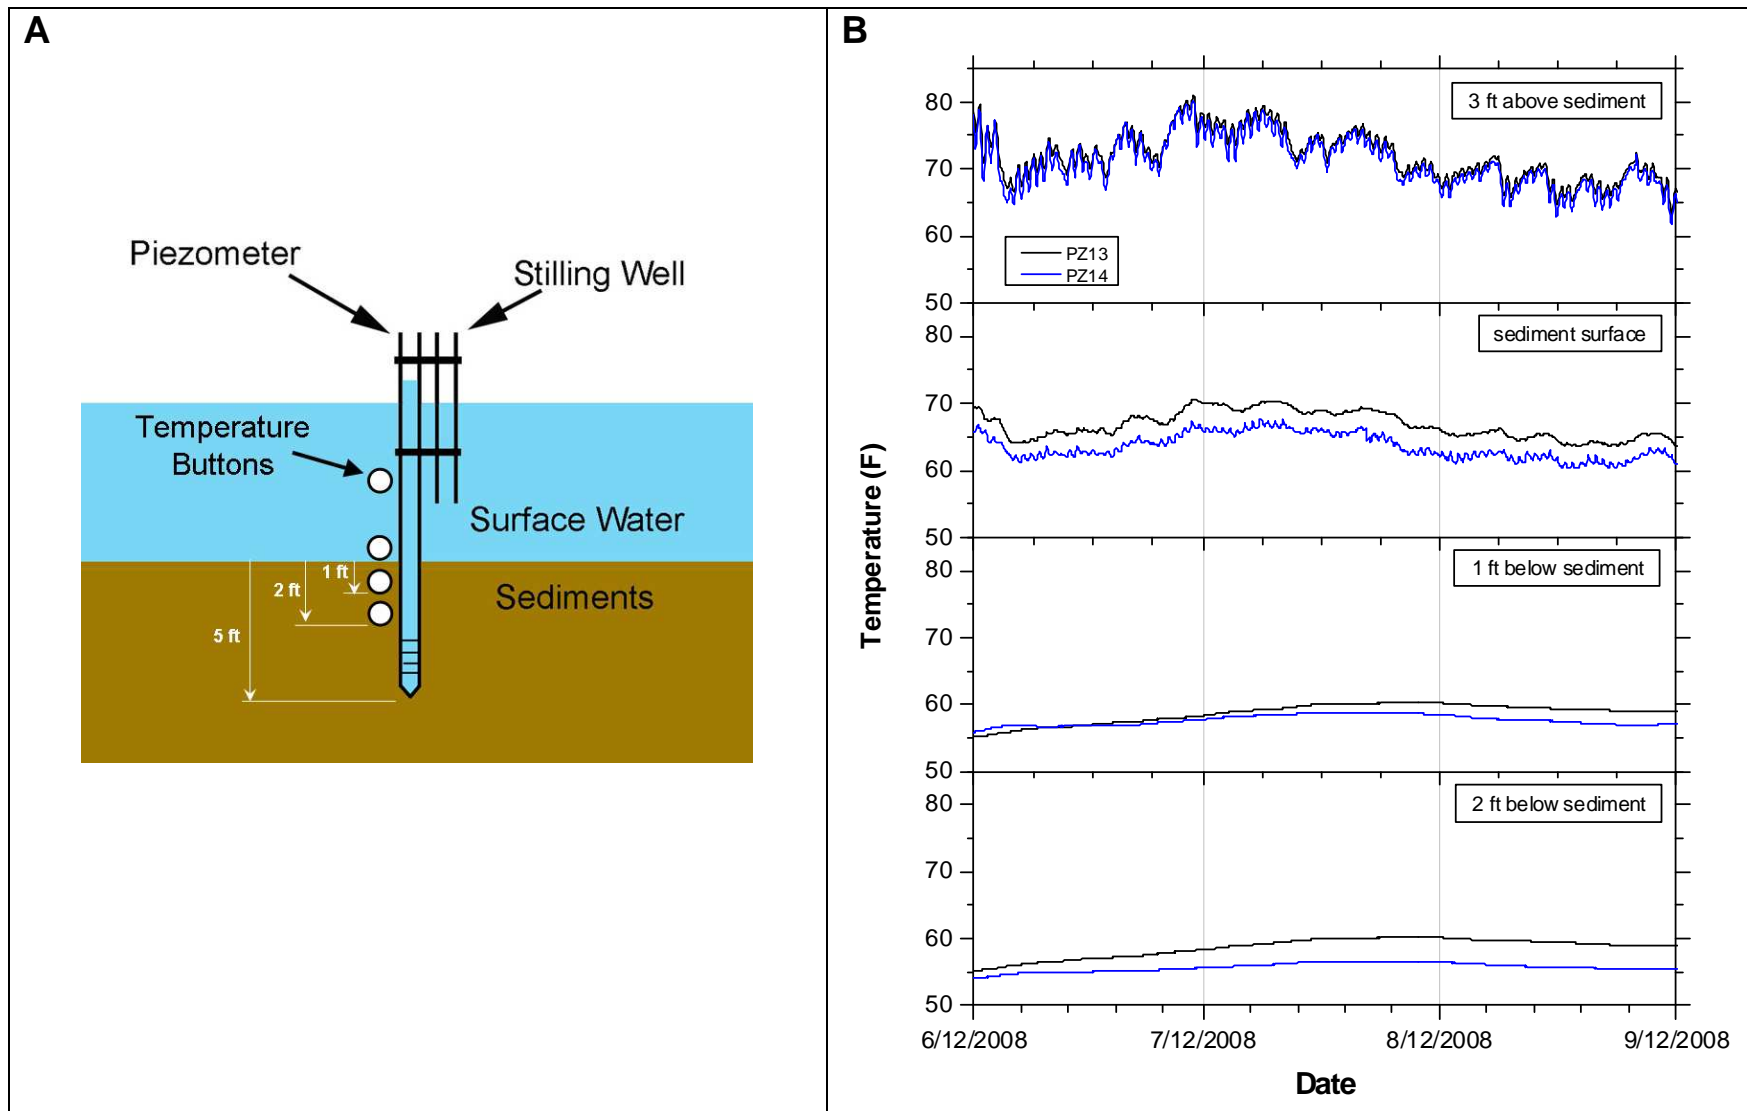 A
Piezometer
Stilling Well
Temperature
Buttons
Surface Water
1 ft
2 ft
Sediments
5 ft
B
Temperature (F)
80
70
60
50
3 ft above sediment
PZ13
PZ14
80
70
60
50
sediment surface
80
70
60
50
1 ft below sediment
80
70
60
50
2 ft below sediment
6/12/2008
7/12/2008
8/12/2008
9/12/2008
Date